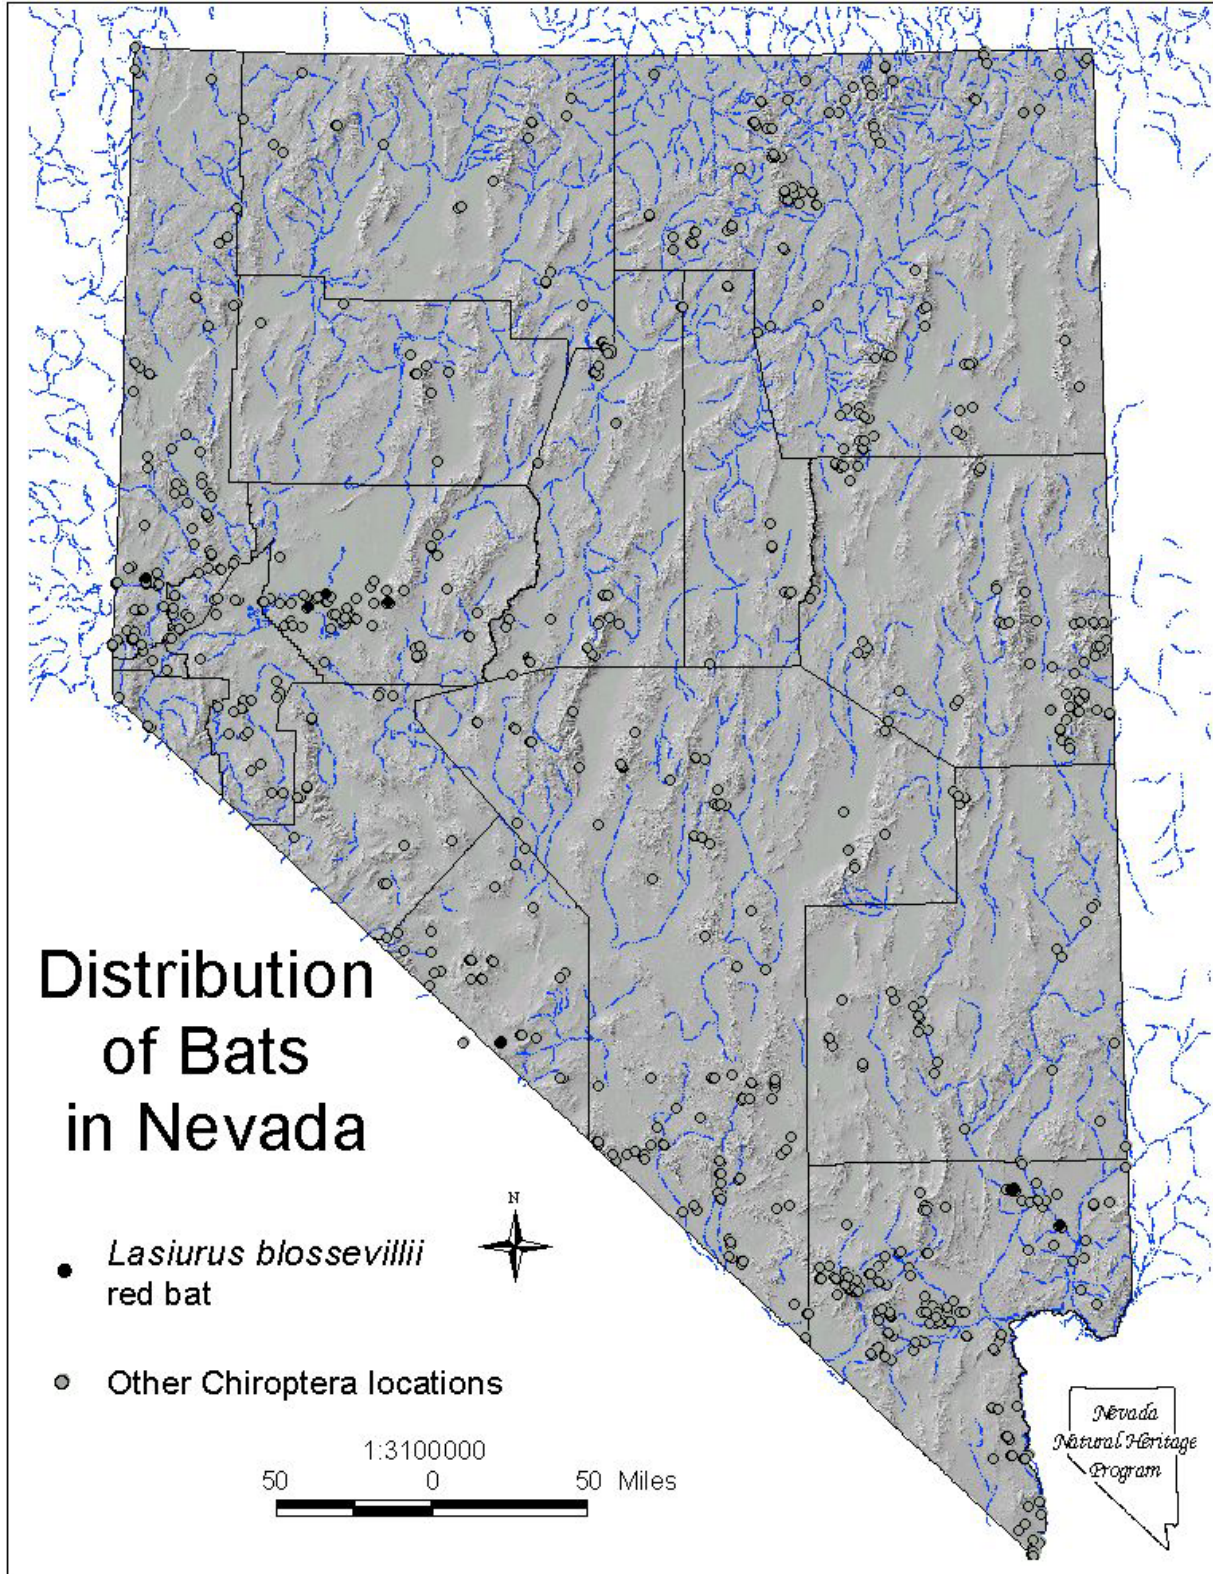 Distribution
of Bats
in Nevada
N
Lasiurus blossevillii
red bat
Other Chiroptera locations
1:3100000
50 0 50 Miles
Nevada
Natural Heritage
Program